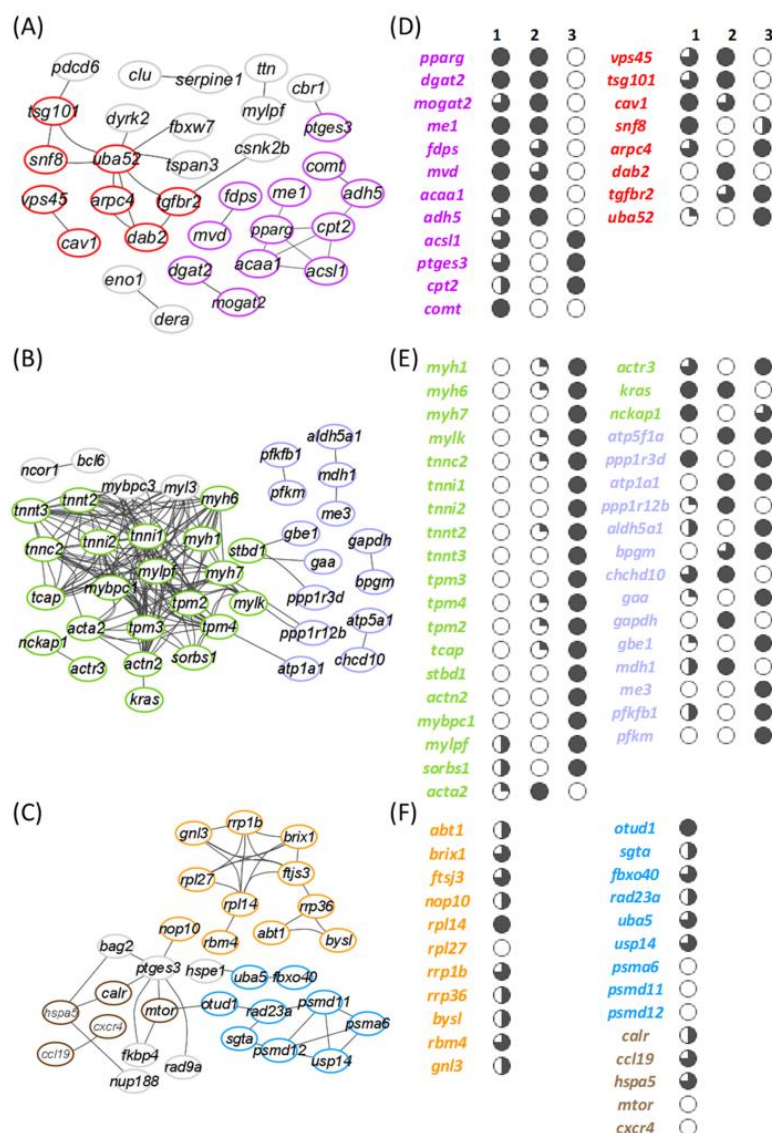 (A)
pdcd6
clu
serpine1
ttn
mylpf
cbr1
ptges3
tsg101
dyrk2
fbxw7
snf8
uba52
tspan3
csnk2b
comt
vps45
arpc4
tgfbr2
fdps
me1
adh5
cav1
dab2
mvd
pparg
cpt2
dgat2
acaa1
acsl1
eno1
mogat2
dera
(D)
1 2 3 1 2 3
pparg
dgat2
mogat2
me1
fdps
mvd
acaa1
adh5
acsl1
ptges3
cpt2
comt
vps45
tsg101
cav1
snf8
arpc4
dab2
tgfbr2
uba52
(B)
aldh5a1
pfkfb1
mdh1
ncor1
bcl6
mybpc3
myl3
pfkm
tnnt3
tnnt2
myh6
me3
tnnc2
tnni2
tnni1
myh1
stbd1
gbe1
gapdh
mylpf
myh7
gaa
tcap
mybpc1
bpgm
tpm2
mylk
ppp1r3d
acta2
tpm3
tpm4
ppp1r12b
atp5a1
nckap1
actn2
sorbs1
chcd10
actr3
atp1a1
kras
(E)
myh1
myh6
myh7
mylk
tnnc2
tnni1
tnni2
tnnt2
tnnt3
tpm3
tpm4
tpm2
tcap
stbd1
actn2
mybpc1
mylpf
sorbs1
acta2
actr3
kras
nckap1
atp5f1a
ppp1r3d
atp1a1
ppp1r12b
aldh5a1
bpgm
chchd10
gaa
gapdh
gbe1
mdh1
me3
pfkfb1
pfkm
(C)
gnl3
rrp1b
brix1
rpl27
ftjs3
rpl14
rrp36
nop10
rbm4
abt1
bysl
bag2
ptges3
hspe1
uba5
fbxo40
calr
hspa5
mtor
otud1
rad23a
psmd11
cxcr4
psma6
ccl19
sgta
psmd12
usp14
fkbp4
rad9a
nup188
(F)
abt1
brix1
ftsj3
nop10
rpl14
rpl27
rrp1b
rrp36
bysl
rbm4
gnl3
otud1
sgta
fbxo40
rad23a
uba5
usp14
psma6
psmd11
psmd12
calr
ccl19
hspa5
mtor
cxcr4